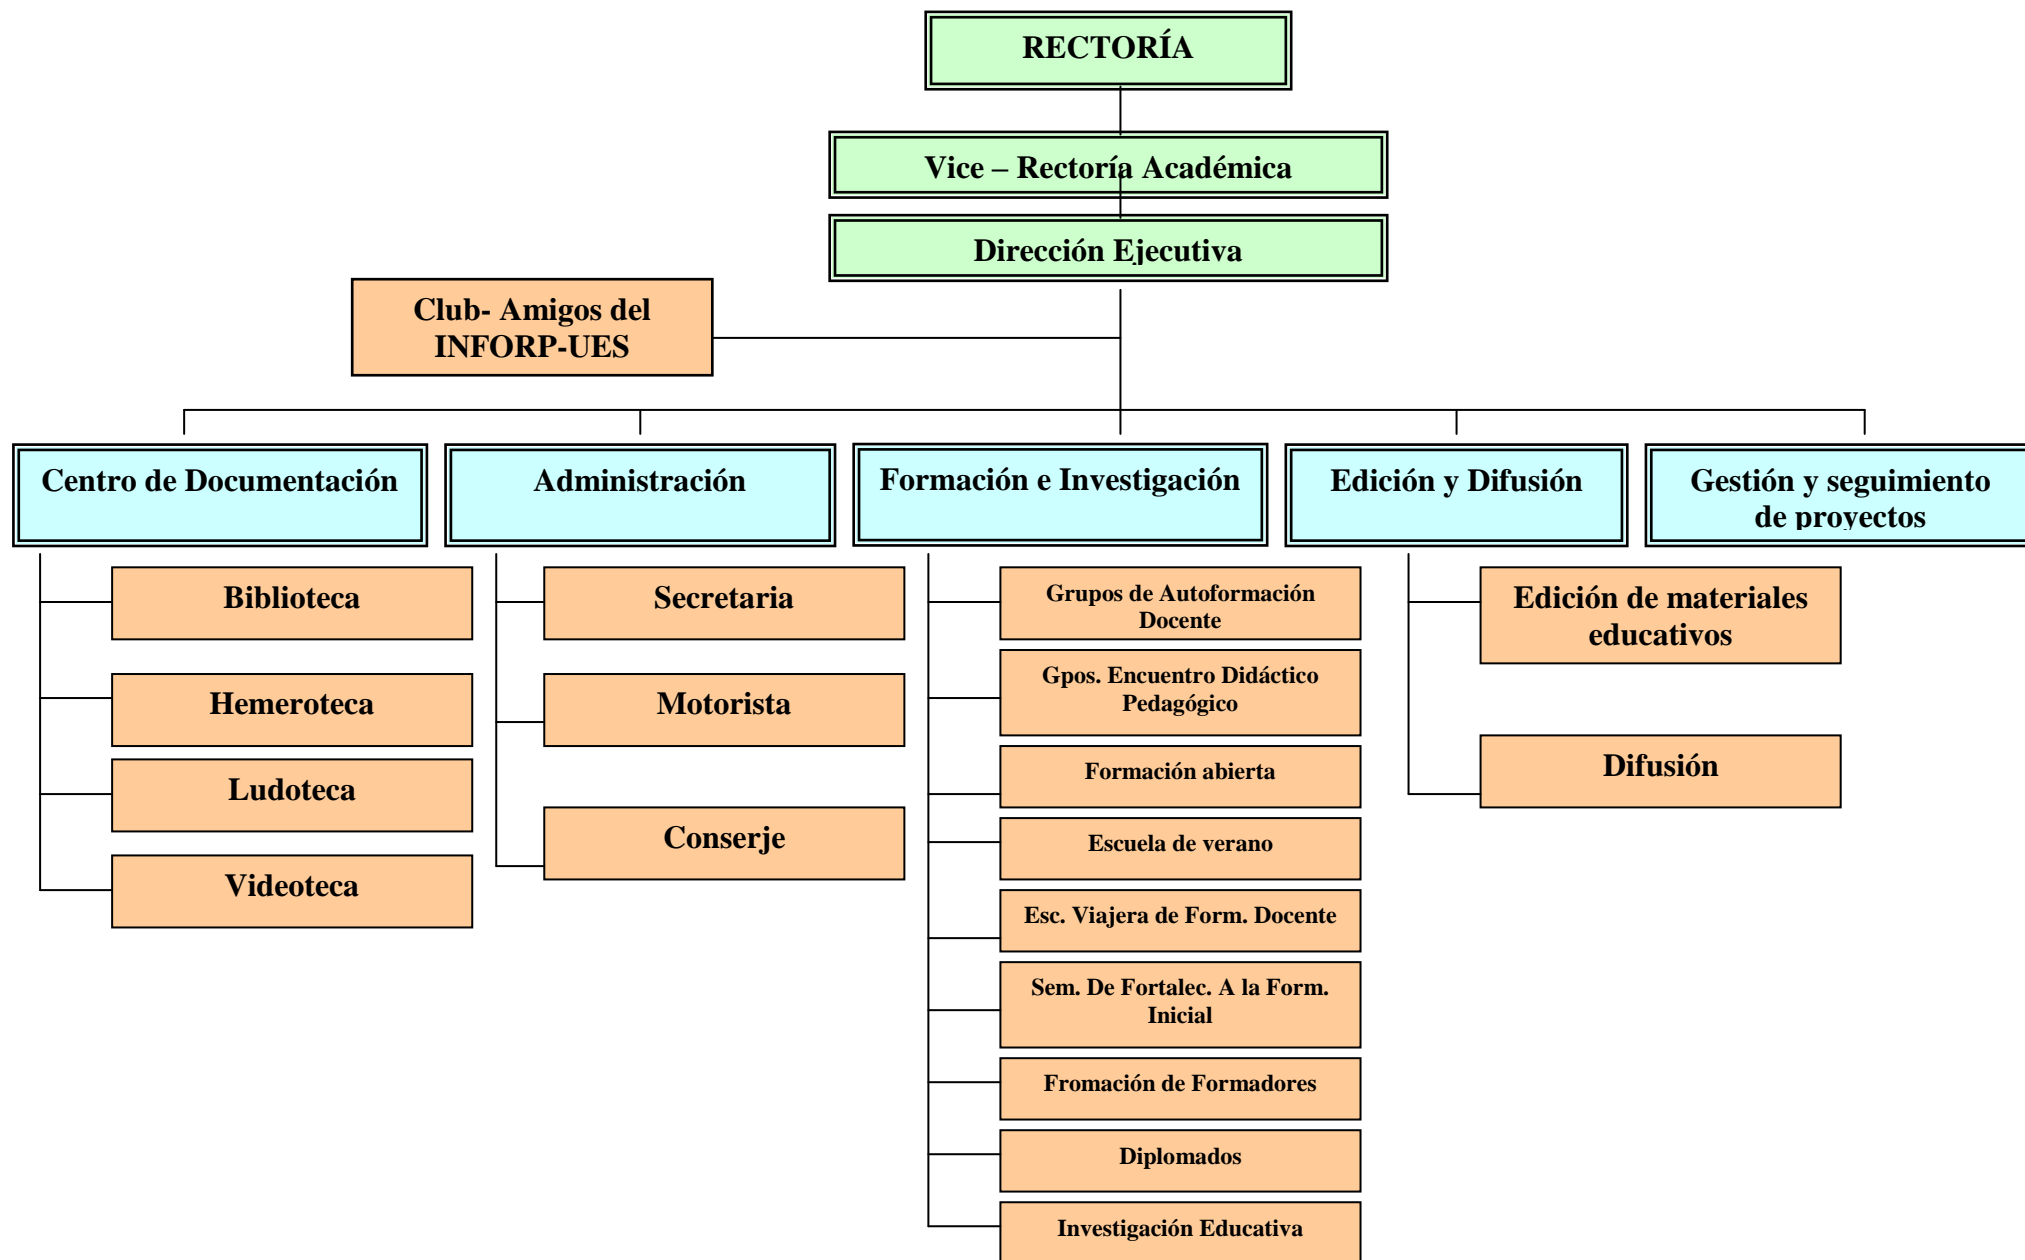 RECTORÍA
Vice – Rectoría Académica
Dirección Ejecutiva
Club- Amigos del
INFORP-UES
Centro de Documentación
Administración
Formación e Investigación
Edición y Difusión
Gestión y seguimiento
de proyectos
Biblioteca
Hemeroteca
Ludoteca
Videoteca
Secretaria
Motorista
Conserje
Grupos de Autoformación
Docente
Gpos. Encuentro Didáctico
Pedagógico
Formación abierta
Escuela de verano
Esc. Viajera de Form. Docente
Sem. De Fortalec. A la Form.
Inicial
Fromación de Formadores
Diplomados
Investigación Educativa
Edición de materiales
educativos
Difusión